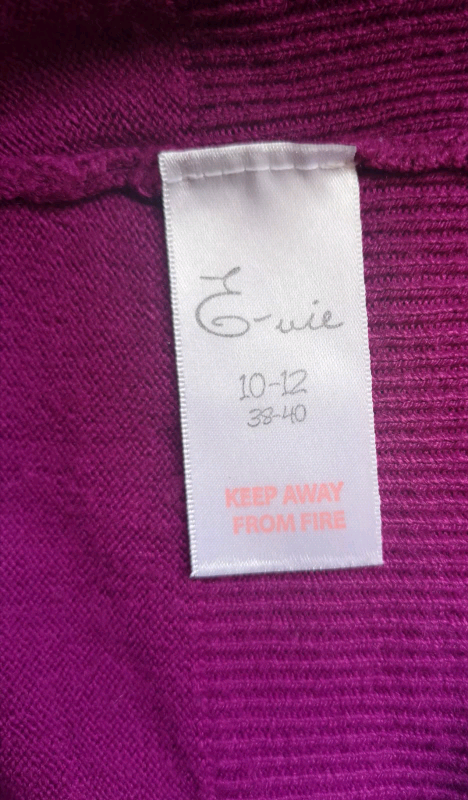 E-vie
10-12
38-40
KEEP AWAY
FROM FIRE